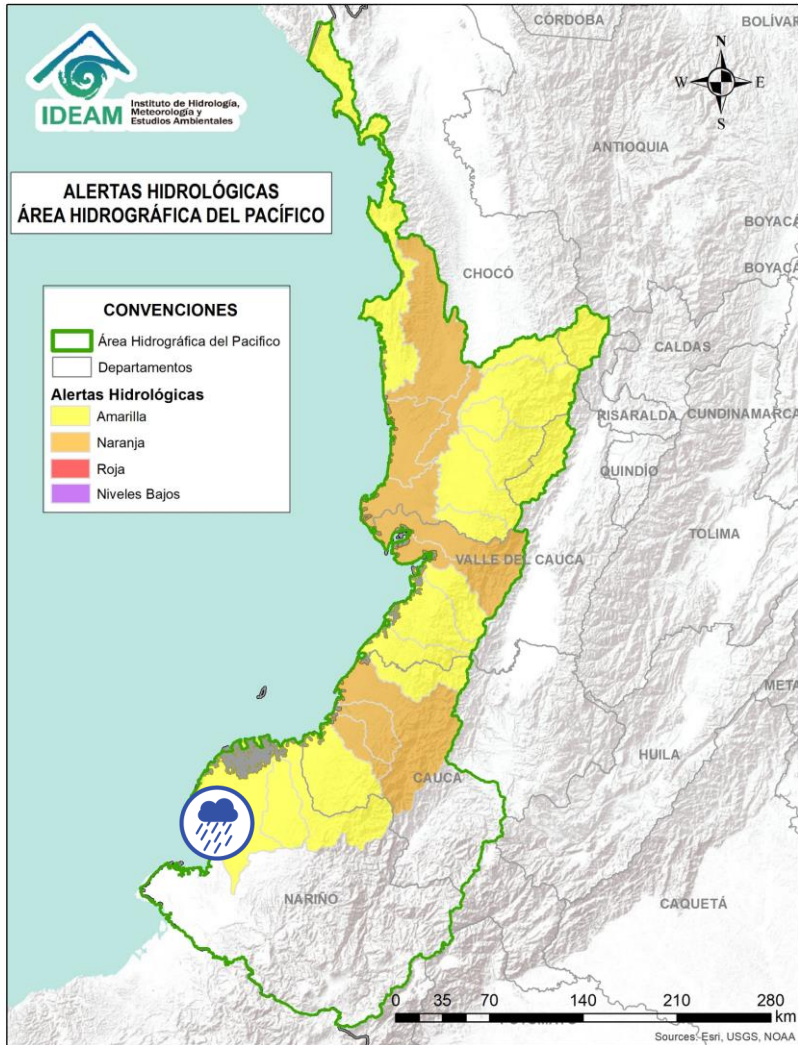 CÓRDOBA
BOLÍVAR
IDEAM
Instituto de Hidrología,
Meteorología y
Estudios Ambientales
N
W
E
S
ANTIOQUIA
ALERTAS HIDROLÓGICAS
ÁREA HIDROGRÁFICA DEL PACÍFICO
BOYACÁ
BOYACÁ
CHOCÓ
CONVENCIONES
Área Hidrográfica del Pacifico
Departamentos
Alertas Hidrológicas
Amarilla
Naranja
Roja
Niveles Bajos
CALDAS
RISARALDA
CUNDINAMARCA
QUINDÍO
TOLIMA
VALLE DEL CAUCA
META
HUILA
CAUCA
NARIÑO
CAQUETÁ
0 35 70 140 210 280
km
Sources: Esri, USGS, NOAA